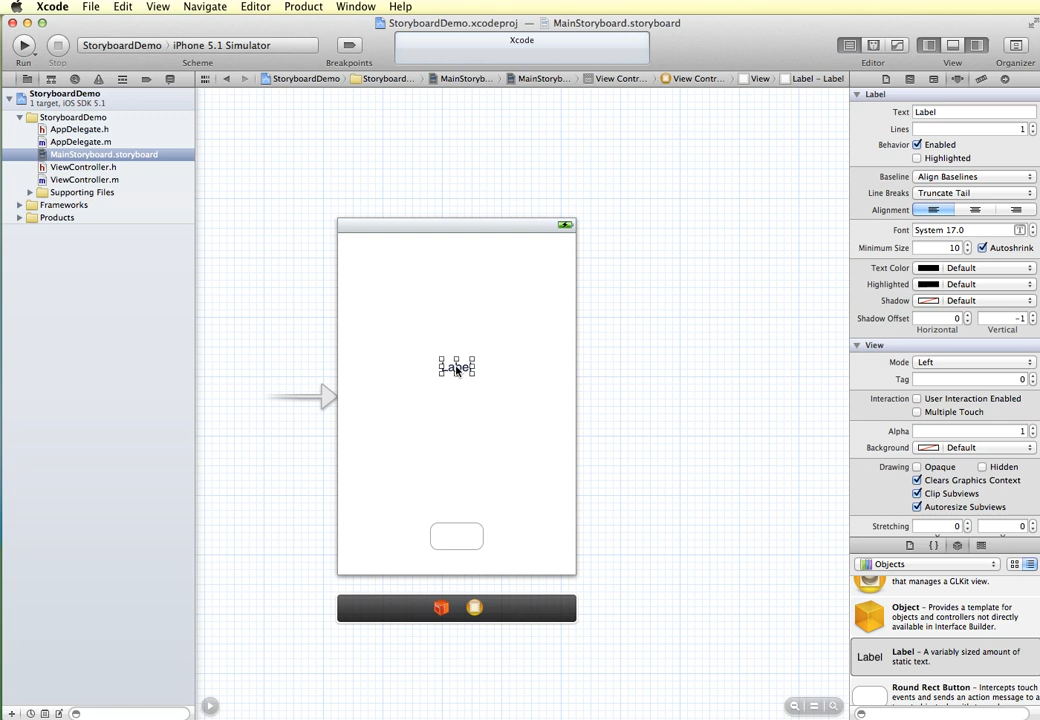 Xcode File Edit View Navigate Editor Product Window Help
StoryboardDemo.xcodeproj — MainStoryboard.storyboard
StoryboardDemo iPhone 5.1 Simulator
Xcode
Run Stop Scheme Breakpoints Editor View Organizer
StoryboardDemo Storyboard... MainStoryb... MainStoryb... View Contr... View Contr... View Label – Label
StoryboardDemo
1 target, iOS SDK 5.1
StoryboardDemo
AppDelegate.h
AppDelegate.m
MainStoryboard.storyboard
ViewController.h
ViewController.m
Supporting Files
Frameworks
Products
Label
Label
Text Label
Lines 1
Behavior Enabled
Highlighted
Baseline Align Baselines
Line Breaks Truncate Tail
Alignment
Font System 17.0
Minimum Size 10 Autoshrink
Text Color Default
Highlighted Default
Shadow Default
Shadow Offset 0 -1
Horizontal Vertical
View
Mode Left
Tag 0
Interaction User Interaction Enabled
Multiple Touch
Alpha 1
Background Default
Drawing Opaque Hidden
Clears Graphics Context
Clip Subviews
Autoresize Subviews
Stretching 0 0
Objects
that manages a GLKit view.
Object – Provides a template for
objects and controllers not directly
available in Interface Builder.
Label Label – A variably sized amount of
static text.
Round Rect Button – Intercepts touch
events and sends an action message to a